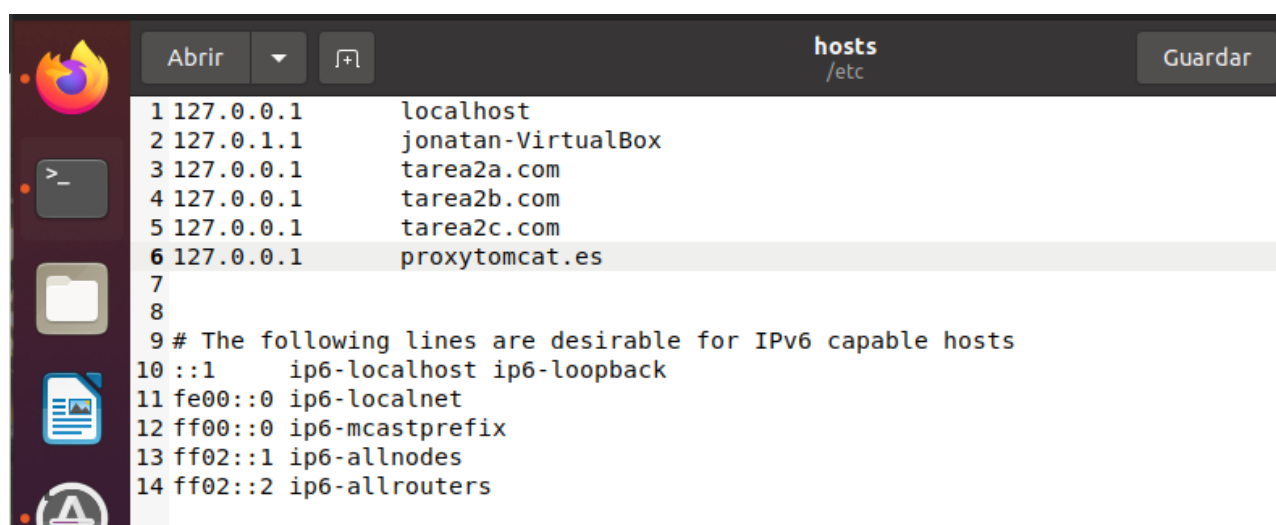 Abrir
hosts
/etc
Guardar
1 127.0.0.1 localhost
2 127.0.1.1 jonatan-VirtualBox
3 127.0.0.1 tarea2a.com
4 127.0.0.1 tarea2b.com
5 127.0.0.1 tarea2c.com
6 127.0.0.1 proxytomcat.es
7
8
9 # The following lines are desirable for IPv6 capable hosts
10 ::1 ip6-localhost ip6-loopback
11 fe00::0 ip6-localnet
12 ff00::0 ip6-mcastprefix
13 ff02::1 ip6-allnodes
14 ff02::2 ip6-allrouters